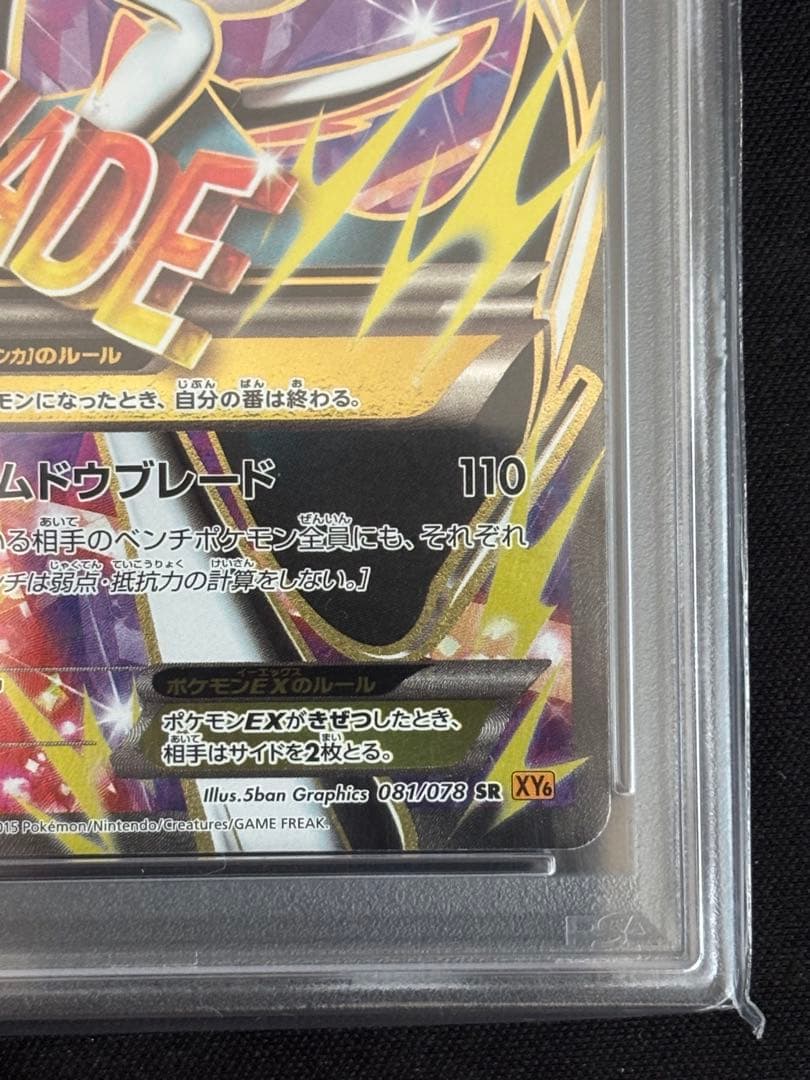 ADE
ンカ]のルール
モンになったとき、自分の番は終わる。
ムドウブレード 110
いる相手のベンチポケモン全員にも、それぞれ
ンチは弱点・抵抗力の計算をしない。]
ポケモンEXのルール
ポケモンEXがきぜつしたとき、
相手はサイドを2枚とる。
Illus.5ban Graphics 081/078 SR XY6
015 Pokémon/Nintendo/Creatures/GAME FREAK.
PSA